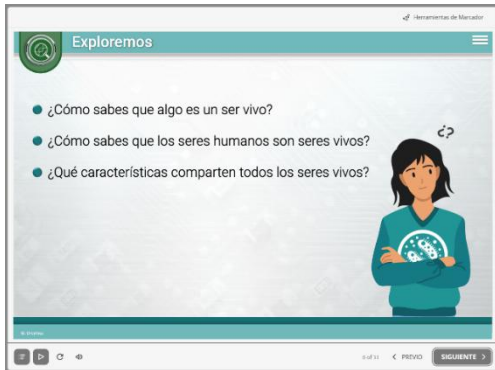 Herramientas de Marcador
Exploremos
¿Cómo sabes que algo es un ser vivo?
¿Cómo sabes que los seres humanos son seres vivos?
¿Qué características comparten todos los seres vivos?
¿?
PREVIO
SIGUIENTE